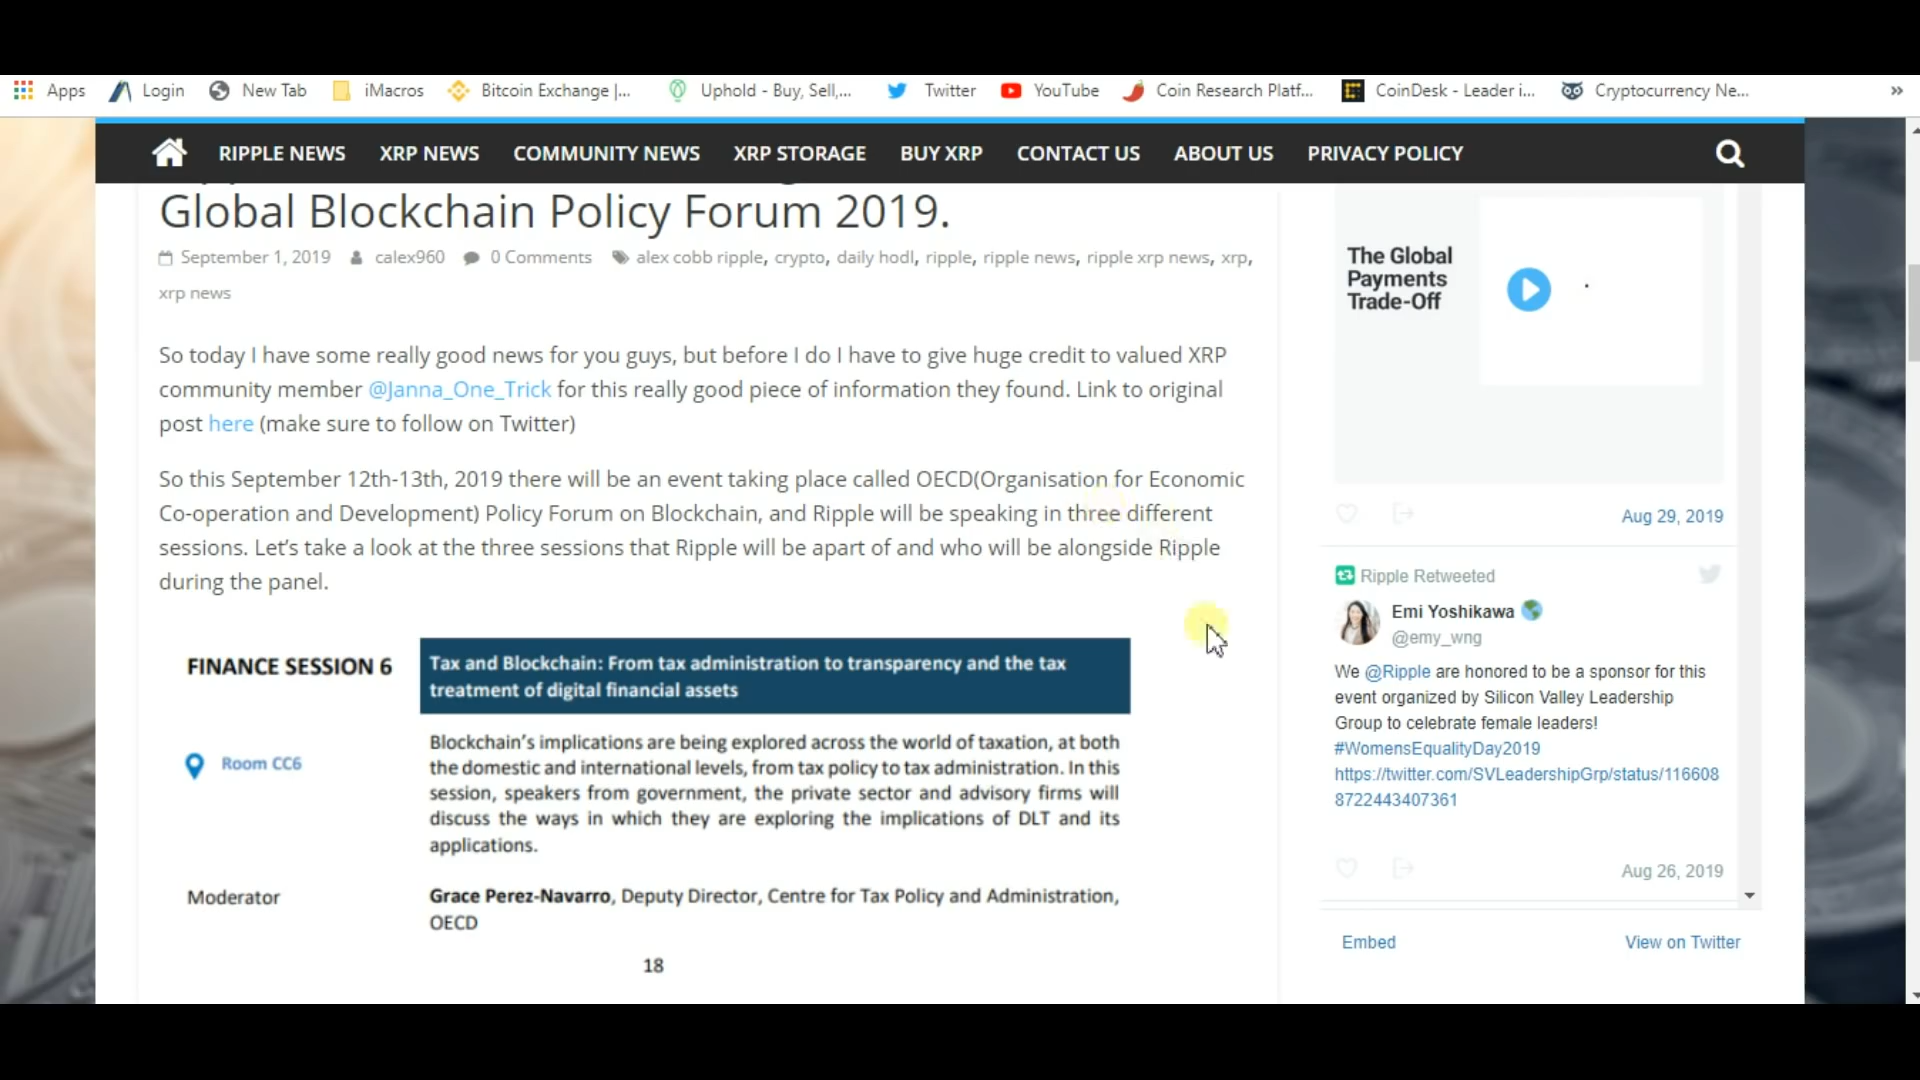 Apps Login New Tab iMacros Bitcoin Exchange |... Uphold - Buy, Sell,... Twitter YouTube Coin Research Platf... CoinDesk - Leader i... Cryptocurrency Ne... »
RIPPLE NEWS XRP NEWS COMMUNITY NEWS XRP STORAGE BUY XRP CONTACT US ABOUT US PRIVACY POLICY
Global Blockchain Policy Forum 2019.
September 1, 2019 calex960 0 Comments alex cobb ripple, crypto, daily hodl, ripple, ripple news, ripple xrp news, xrp,
xrp news
So today I have some really good news for you guys, but before I do I have to give huge credit to valued XRP
community member @Janna_One_Trick for this really good piece of information they found. Link to original
post here (make sure to follow on Twitter)
So this September 12th-13th, 2019 there will be an event taking place called OECD(Organisation for Economic
Co-operation and Development) Policy Forum on Blockchain, and Ripple will be speaking in three different
sessions. Let's take a look at the three sessions that Ripple will be apart of and who will be alongside Ripple
during the panel.
FINANCE SESSION 6
Tax and Blockchain: From tax administration to transparency and the tax
treatment of digital financial assets
Room CC6
Blockchain's implications are being explored across the world of taxation, at both
the domestic and international levels, from tax policy to tax administration. In this
session, speakers from government, the private sector and advisory firms will
discuss the ways in which they are exploring the implications of DLT and its
applications.
Moderator
Grace Perez-Navarro, Deputy Director, Centre for Tax Policy and Administration,
OECD
18
The Global
Payments
Trade-Off
Aug 29, 2019
Ripple Retweeted
Emi Yoshikawa
@emy_wng
We @Ripple are honored to be a sponsor for this
event organized by Silicon Valley Leadership
Group to celebrate female leaders!
#WomensEqualityDay2019
https://twitter.com/SVLeadershipGrp/status/116608
8722443407361
Aug 26, 2019
Embed View on Twitter